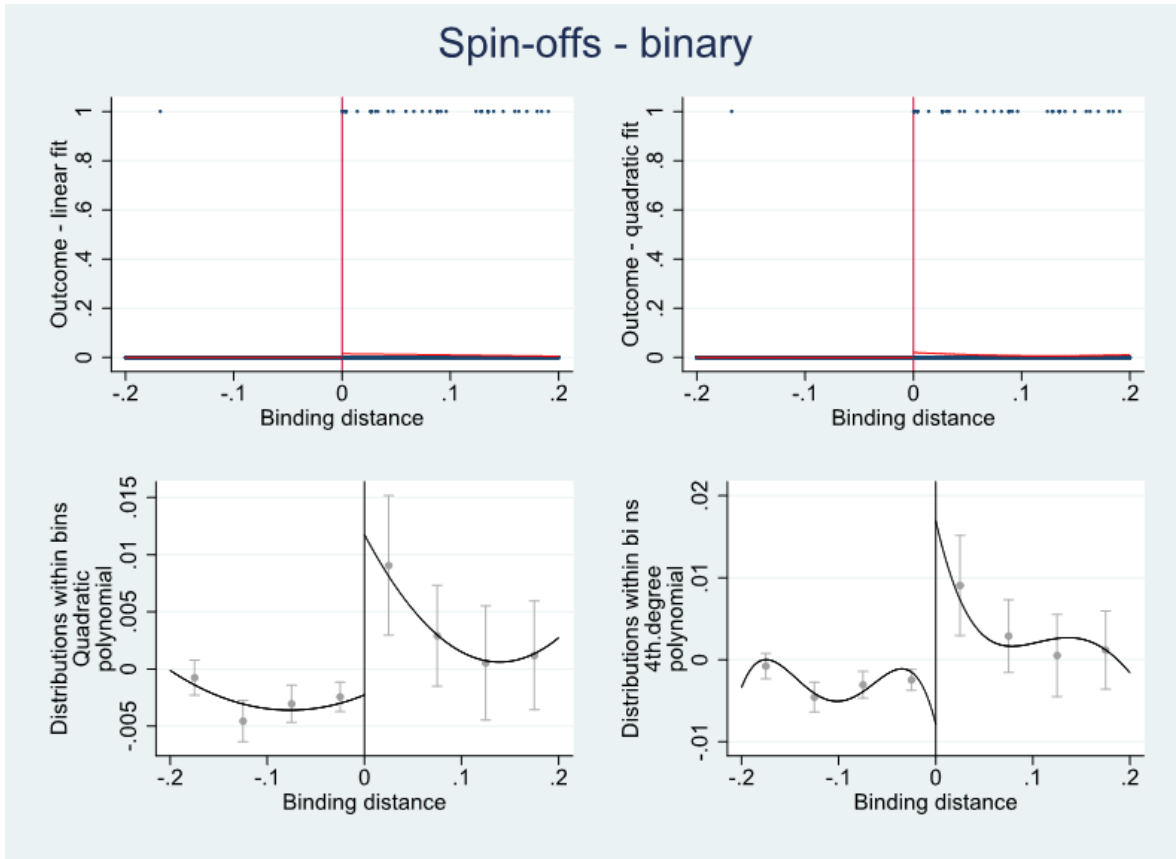 Spin-offs - binary
Outcome - linear fit
1
.8
.6
.4
.2
0
-.2 -.1 0 .1 .2
Binding distance
Outcome - quadratic fit
1
.8
.6
.4
.2
0
-.2 -.1 0 .1 .2
Binding distance
Distributions within bins
Quadratic
polynomial
.015
.01
.005
0
-.005
-.2 -.1 0 .1 .2
Binding distance
Distributions within bi ns
4th.degree
polynomial
.02
.01
0
-.01
-.2 -.1 0 .1 .2
Binding distance